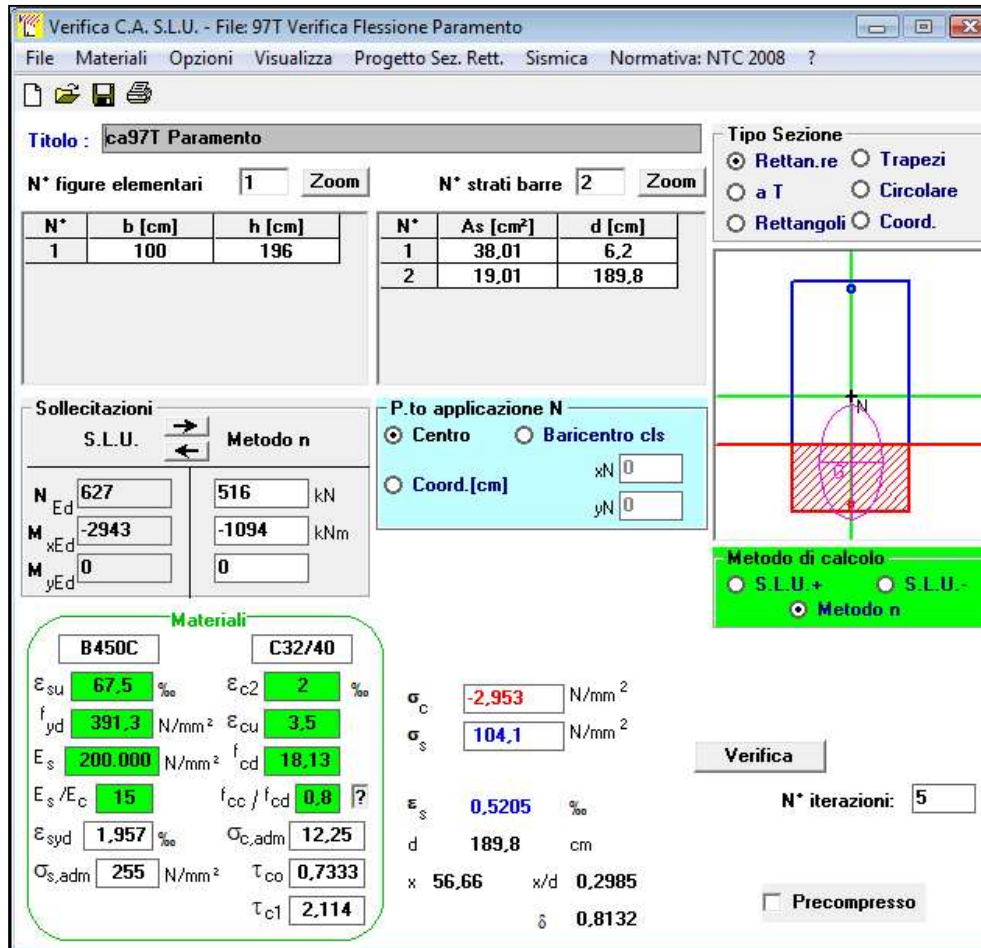 Verifica C.A. S.L.U. - File: 97T Verifica Flessione Paramento
File Materiali Opzioni Visualizza Progetto Sez. Rett. Sismica Normativa: NTC 2008 ?
Titolo : ca97T Paramento
N° figure elementari 1 Zoom
N° strati barre 2 Zoom
N° b [cm] h [cm]
1 100 196
N° As [cm²] d [cm]
1 38,01 6,2
2 19,01 189,8
Tipo Sezione
Rettan.re Trapezi
a T Circolare
Rettangoli Coord.
N
G
Sollecitazioni
S.L.U. Metodo n
N Ed 627 516 kN
M xEd -2943 -1094 kNm
M yEd 0 0
P.to applicazione N
Centro Baricentro cls
Coord.[cm] xN 0
yN 0
Metodo di calcolo
S.L.U.+ S.L.U.-
Metodo n
Materiali
B450C C32/40
εsu 67,5 ‰ εc2 2 ‰
fyd 391,3 N/mm² εcu 3,5
Es 200.000 N/mm² fcd 18,13
Es/Ec 15 fcc / fcd 0,8 ?
εsyd 1,957 ‰ σc,adm 12,25
σs,adm 255 N/mm² τco 0,7333
τc1 2,114
σc -2,953 N/mm²
σs 104,1 N/mm²
εs 0,5205 ‰
d 189,8 cm
x 56,66 x/d 0,2985
δ 0,8132
Verifica
N° iterazioni: 5
Precompresso